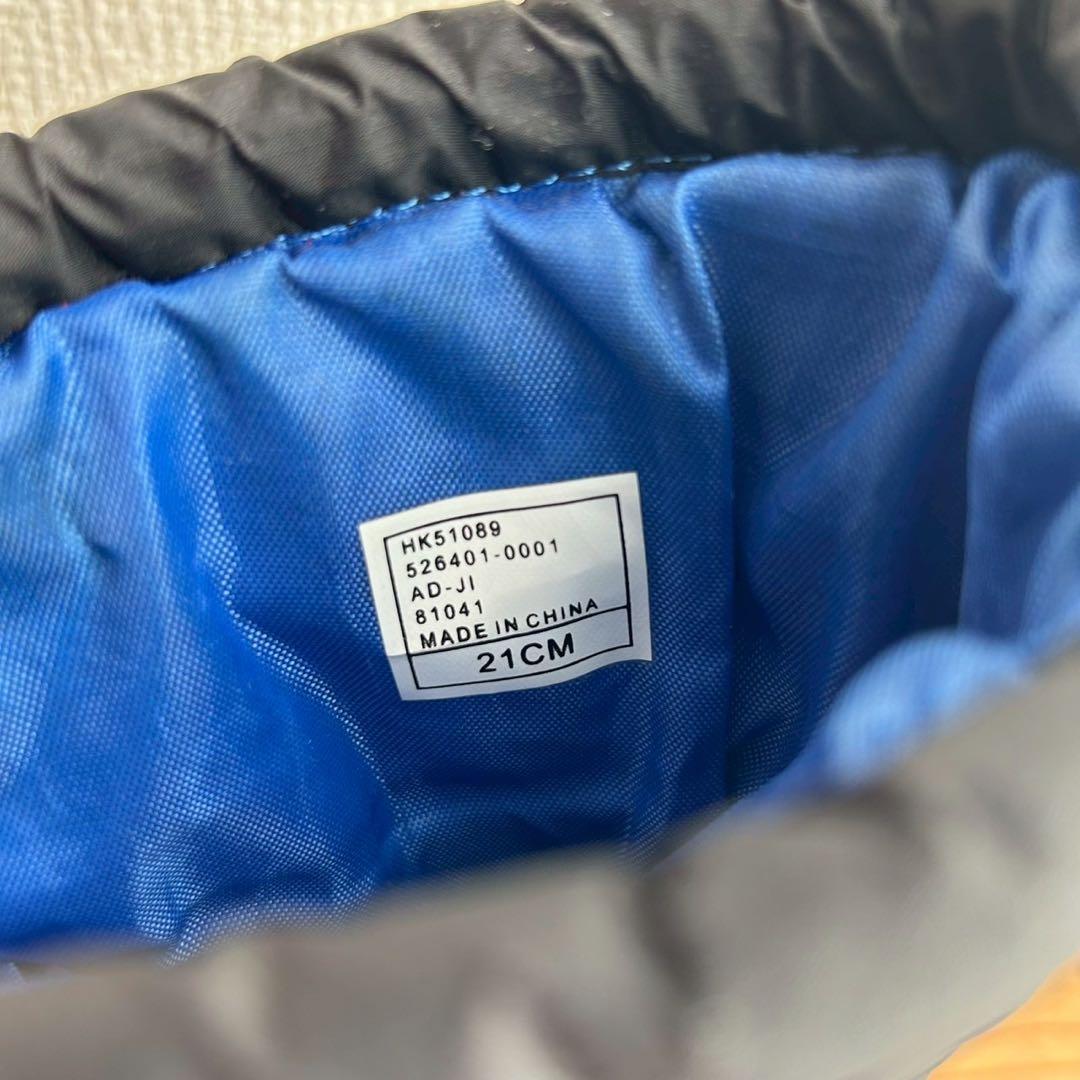 HK51089
526401-0001
AD-JI
81041
MADE IN CHINA
21CM